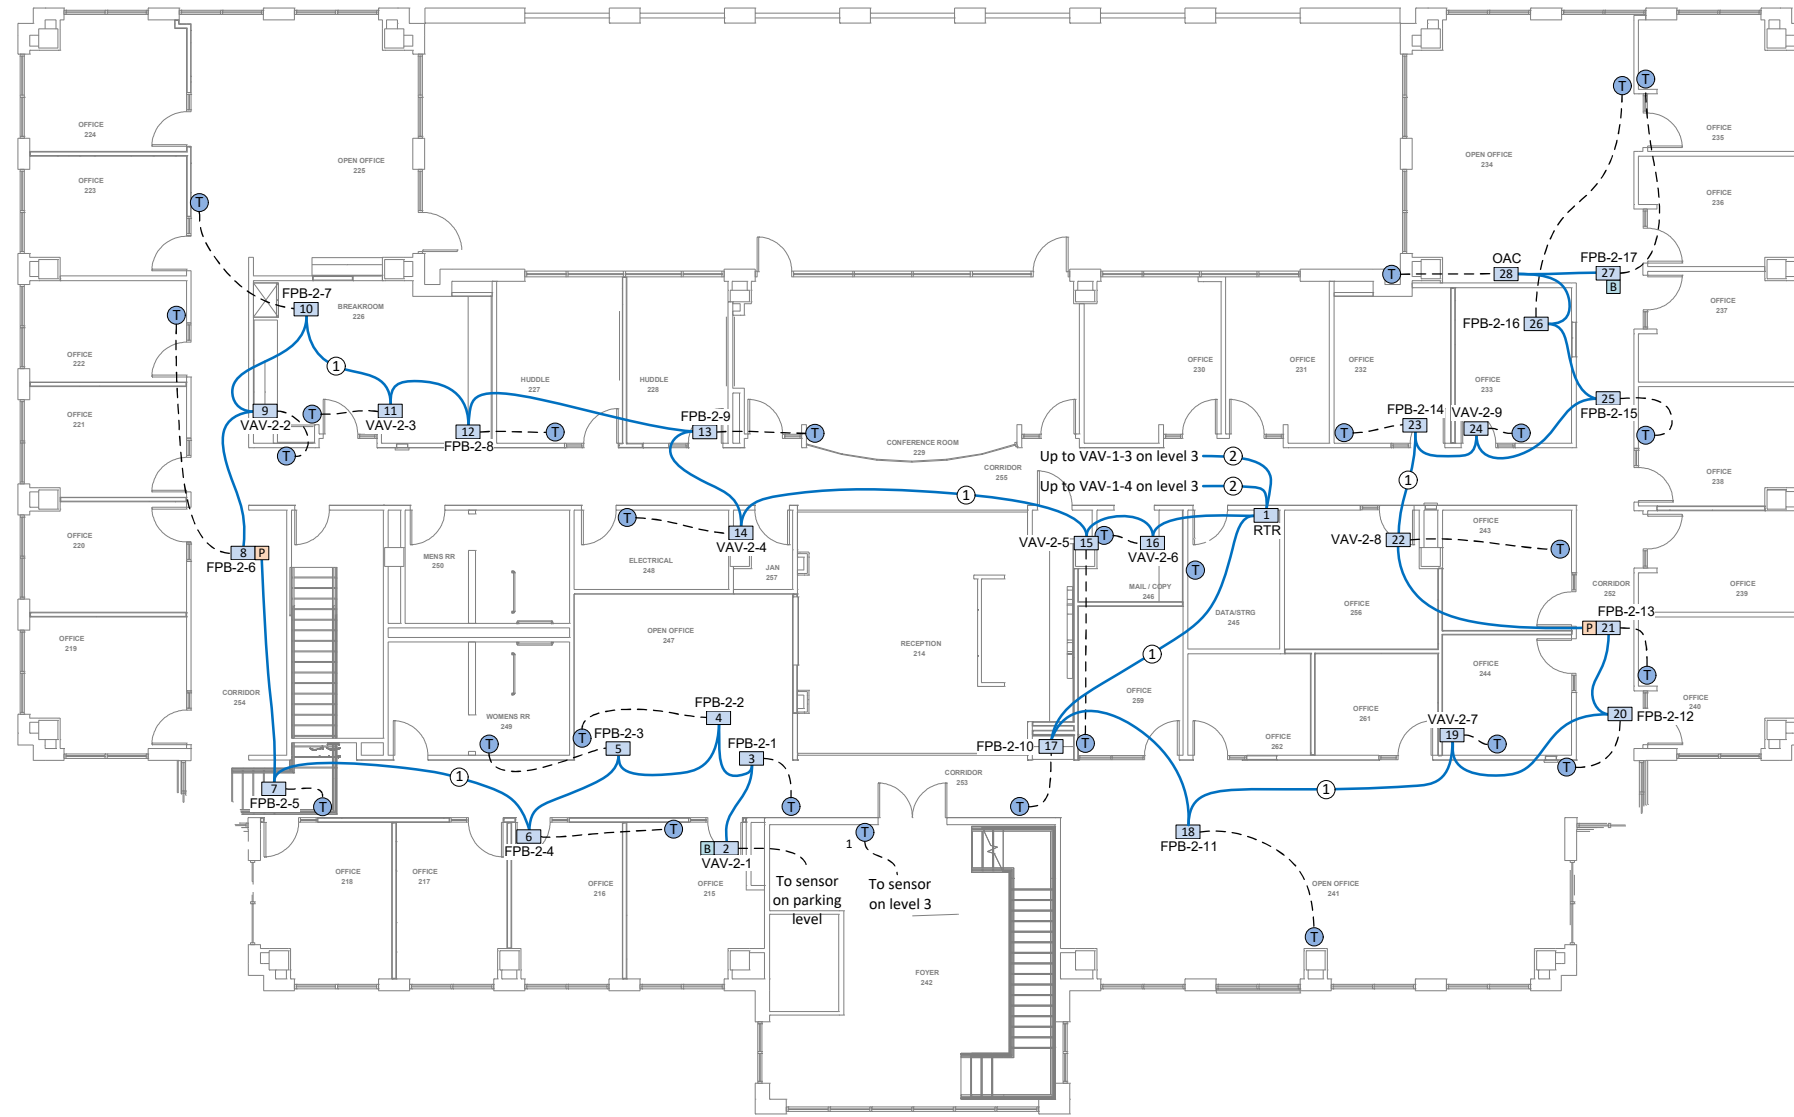 OFFICE
224
OFFICE
223
OPEN OFFICE
225
OPEN OFFICE
234
OFFICE
235
OFFICE
236
OFFICE
237
OFFICE
238
T
T
T
T
T
OAC
28
FPB-2-17
27
B
FPB-2-16
26
FPB-2-7
10
BREAKROOM
226
1
OFFICE
222
OFFICE
221
OFFICE
220
OFFICE
219
9
VAV-2-2
T
T
11
VAV-2-3
12
FPB-2-8
T
HUDDLE
227
HUDDLE
228
FPB-2-9
13
T
CONFERENCE ROOM
229
CORRIDOR
255
OFFICE
230
OFFICE
231
OFFICE
232
OFFICE
233
FPB-2-14
23
T
VAV-2-9
24
T
25
FPB-2-15
T
Up to VAV-1-3 on level 3
2
Up to VAV-1-4 on level 3
2
1
1
1
RTR
8
P
FPB-2-6
MENS RR
250
T
ELECTRICAL
248
14
VAV-2-4
JAN
257
VAV-2-5
15
T
16
VAV-2-6
T
MAIL / COPY
246
DATA/STRG
245
OFFICE
256
VAV-2-8
22
OFFICE
243
T
CORRIDOR
252
OFFICE
239
FPB-2-13
P
21
T
OFFICE
240
OPEN OFFICE
247
RECEPTION
214
1
OFFICE
259
OFFICE
262
OFFICE
261
OFFICE
244
20
FPB-2-12
VAV-2-7
19
T
T
CORRIDOR
254
WOMENS RR
249
T
T
FPB-2-2
4
FPB-2-3
5
FPB-2-1
3
T
FPB-2-10
17
T
T
CORRIDOR
253
7
FPB-2-5
T
1
6
FPB-2-4
T
B
2
VAV-2-1
T
1
To sensor
on parking
level
To sensor
on level 3
1
18
FPB-2-11
OPEN OFFICE
241
T
OFFICE
218
OFFICE
217
OFFICE
216
OFFICE
215
FOYER
242